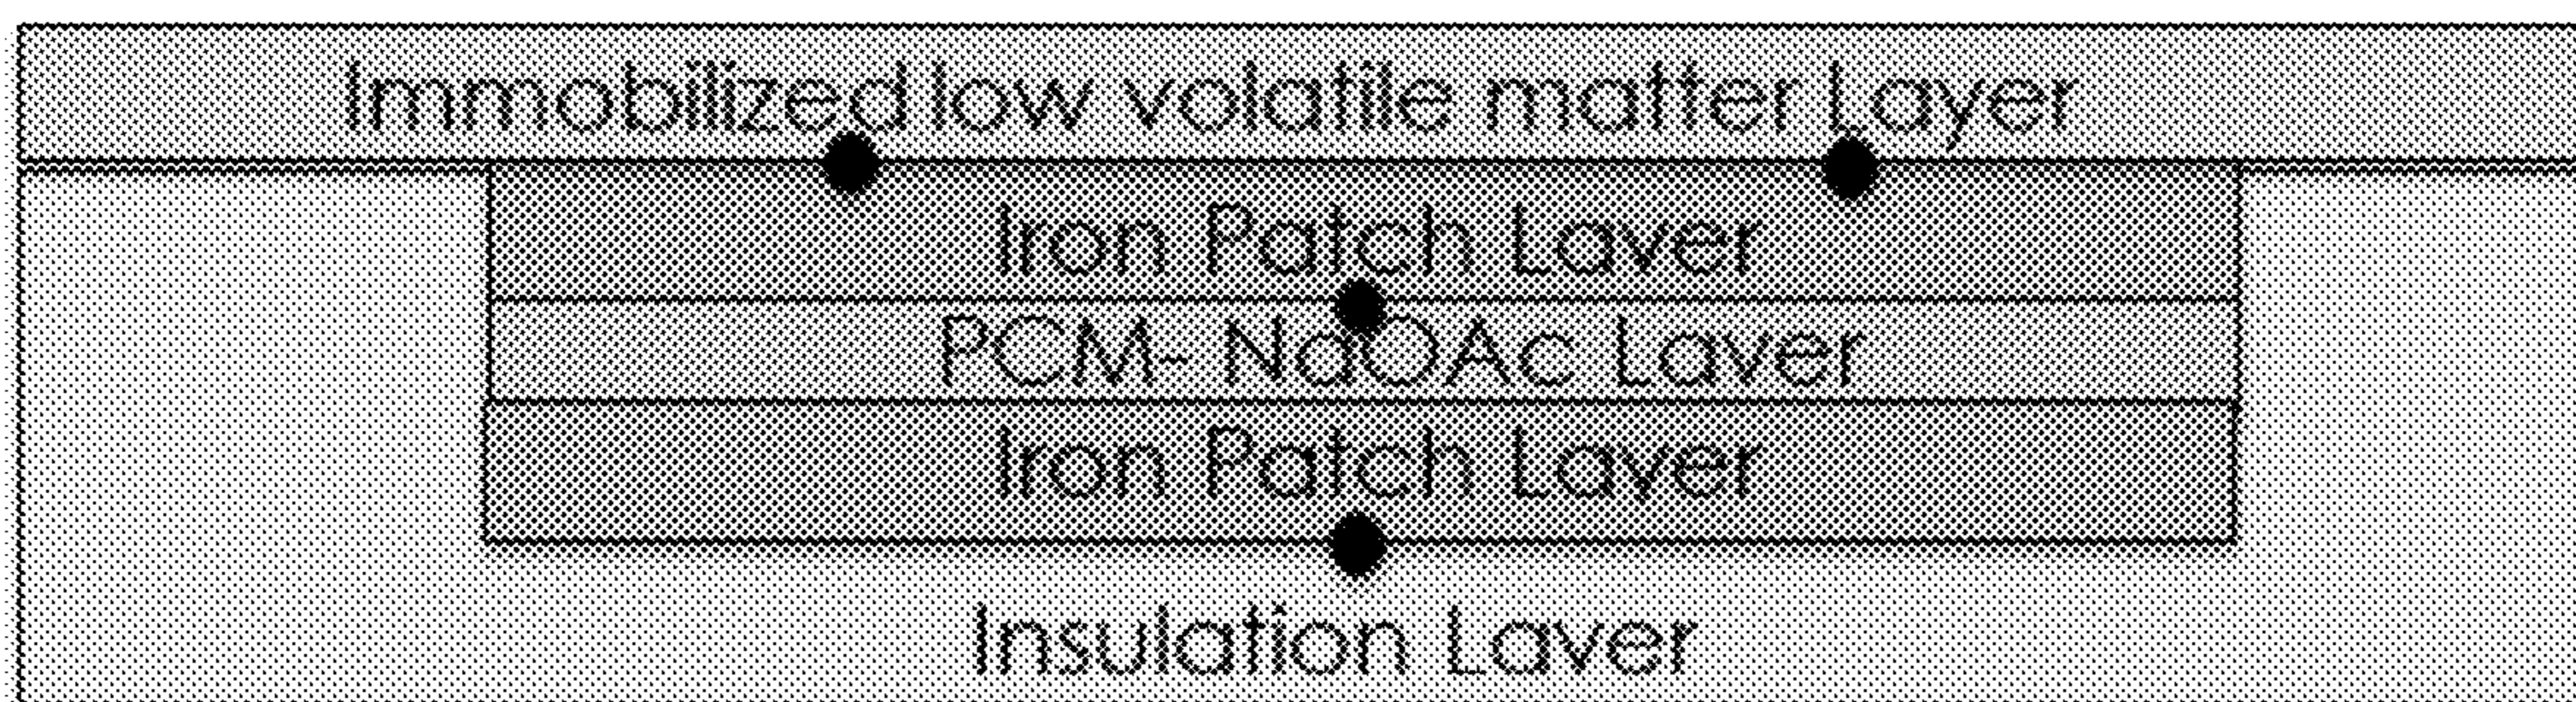 Immobilized low volatile matter Layer
Iron Patch Layer
PCM- NaOAc Layer
Iron Patch Layer
Insulation Layer